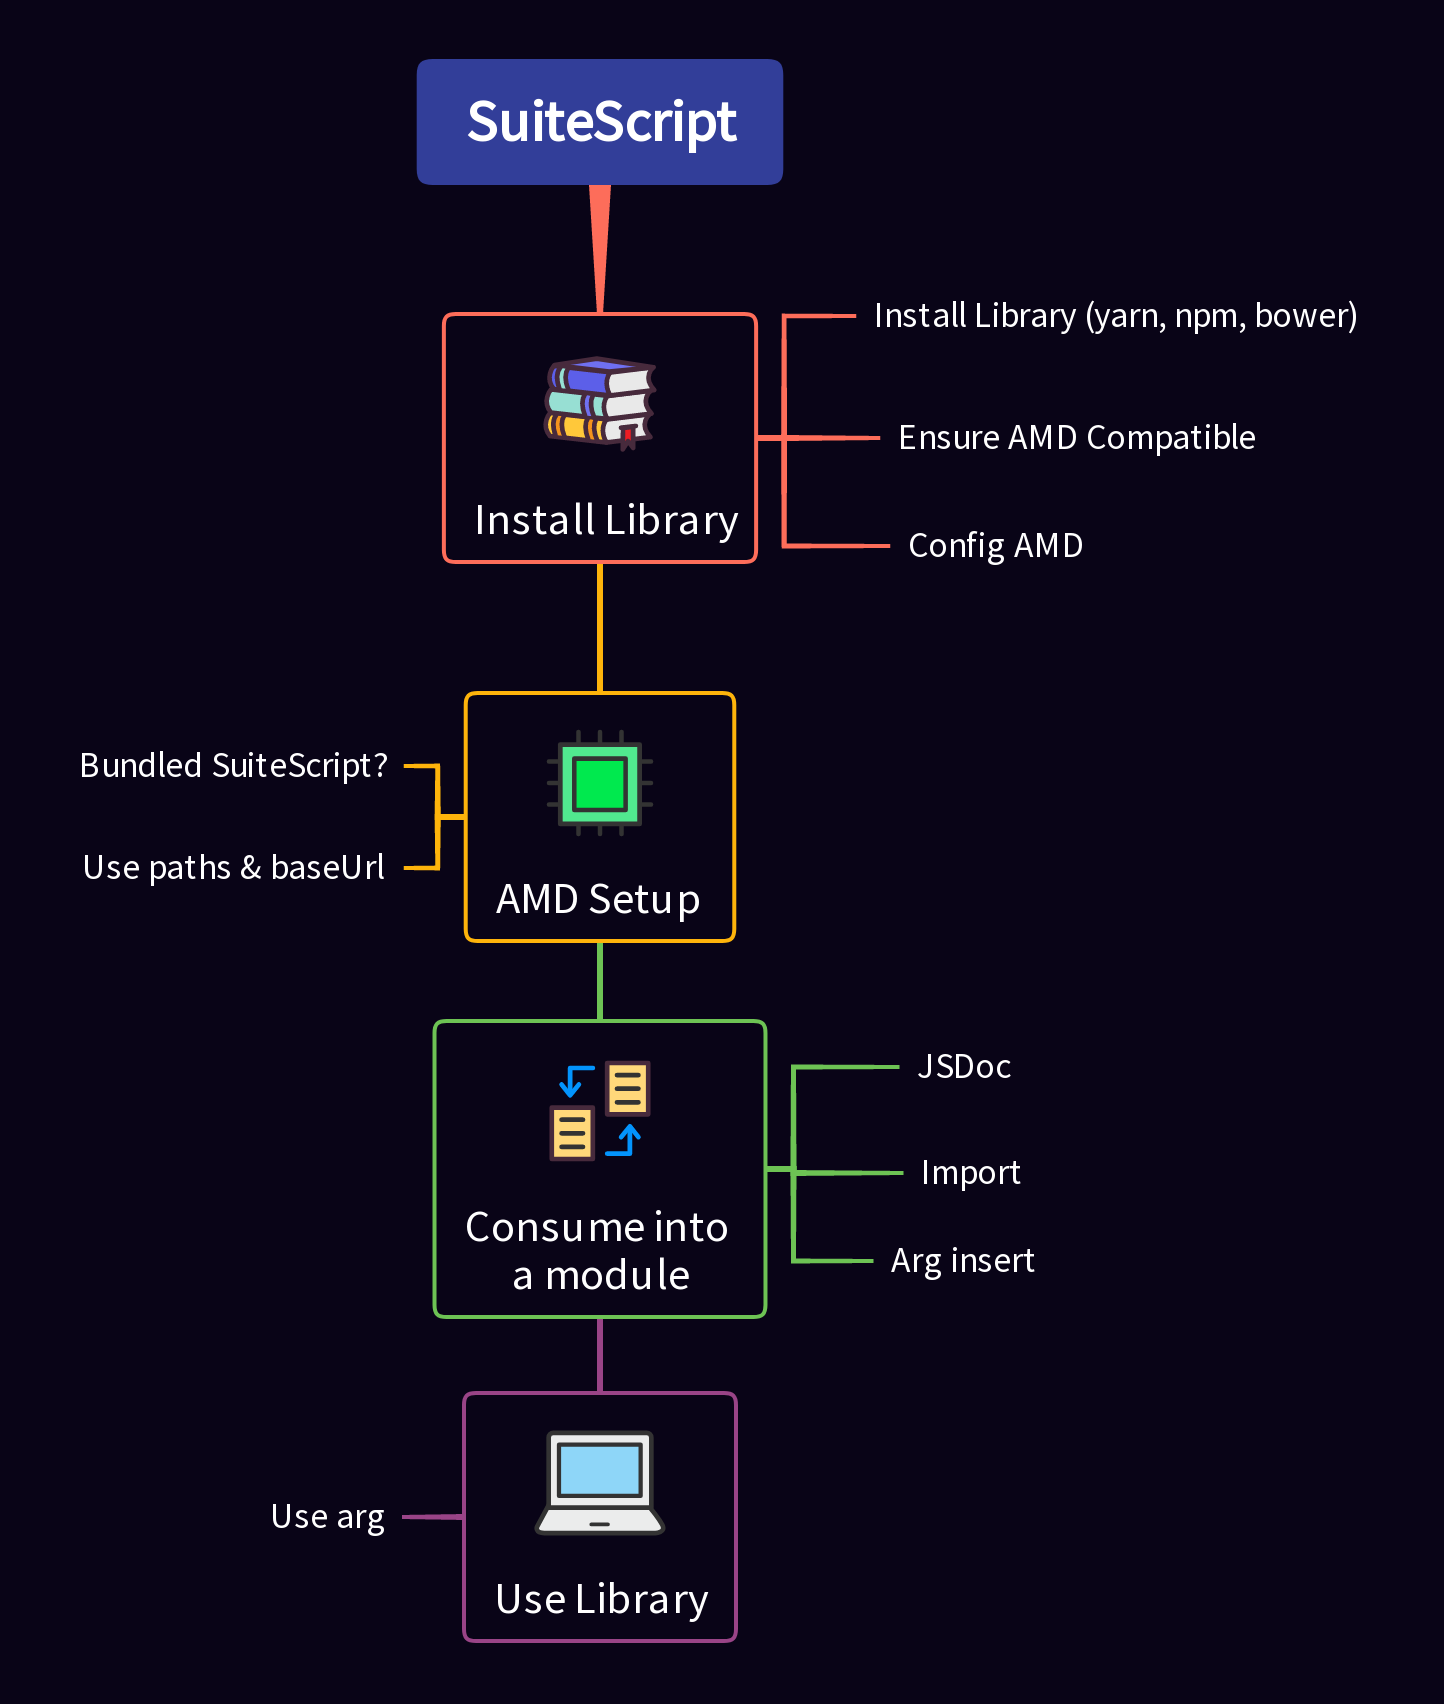 SuiteScript
Install Library (yarn, npm, bower)
Ensure AMD Compatible
Install Library
Config AMD
Bundled SuiteScript?
Use paths & baseUrl
AMD Setup
JSDoc
Import
Consume into
a module
Arg insert
Use arg
Use Library